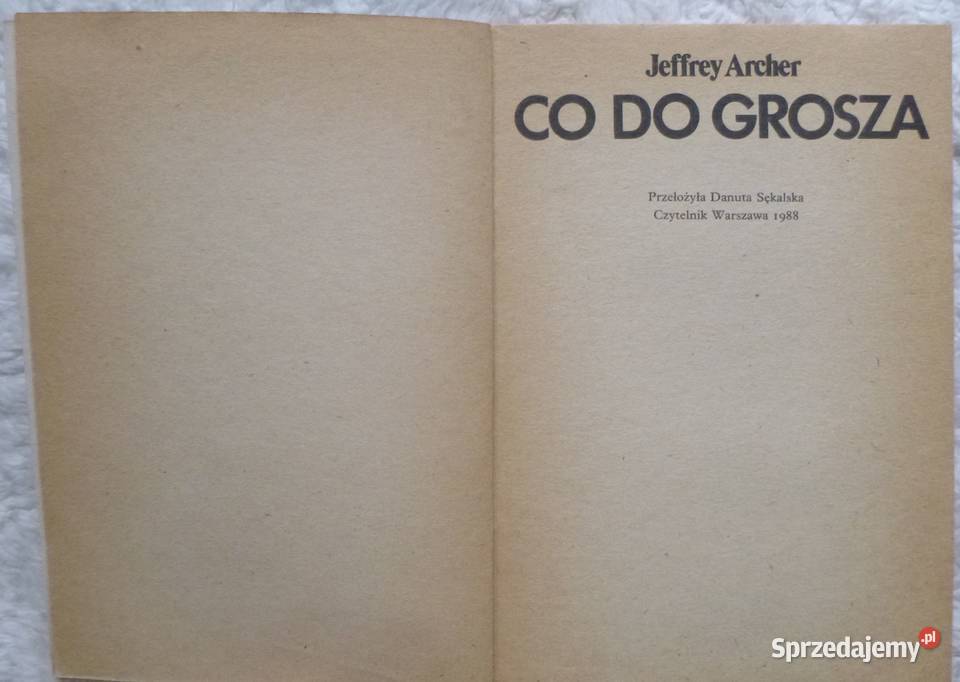 Jeffrey Archer
CO DO GROSZA
Przełożyła Danuta Sękalska
Czytelnik Warszawa 1988
Sprzedajemy.pl